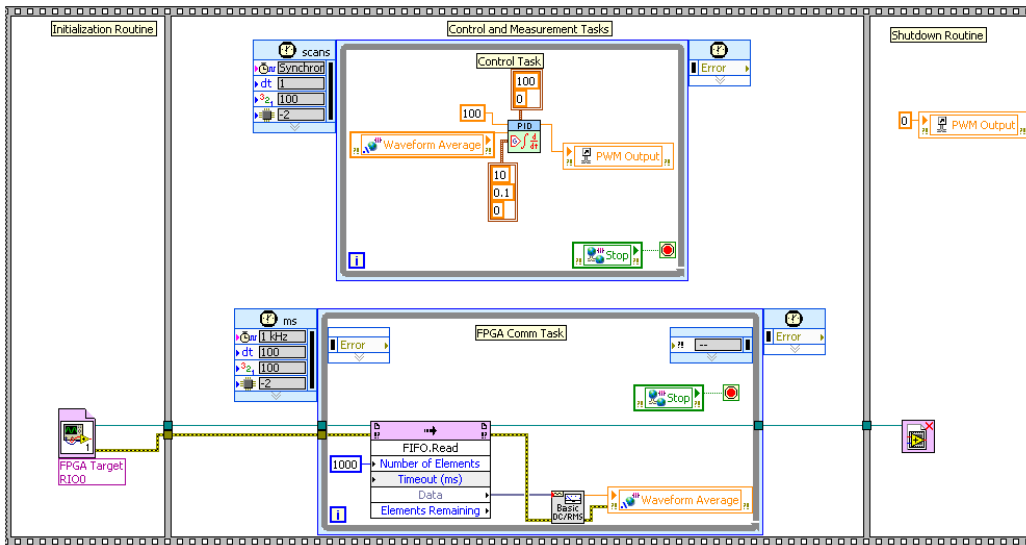 Initialization Routine
Control and Measurement Tasks
Shutdown Routine
scans
Synchror
dt 1
100
-2
Error
Control Task
100
0
100
PID
Waveform Average
PWM Output
10
0.1
0
Stop
i
0
PWM Output
ms
1 kHz
dt 100
100
-2
Error
FPGA Comm Task
--
Error
Stop
FPGA Target
RIO0
1
FIFO.Read
1000
Number of Elements
Timeout (ms)
Data
Elements Remaining
Basic
DC/RMS
Waveform Average
i